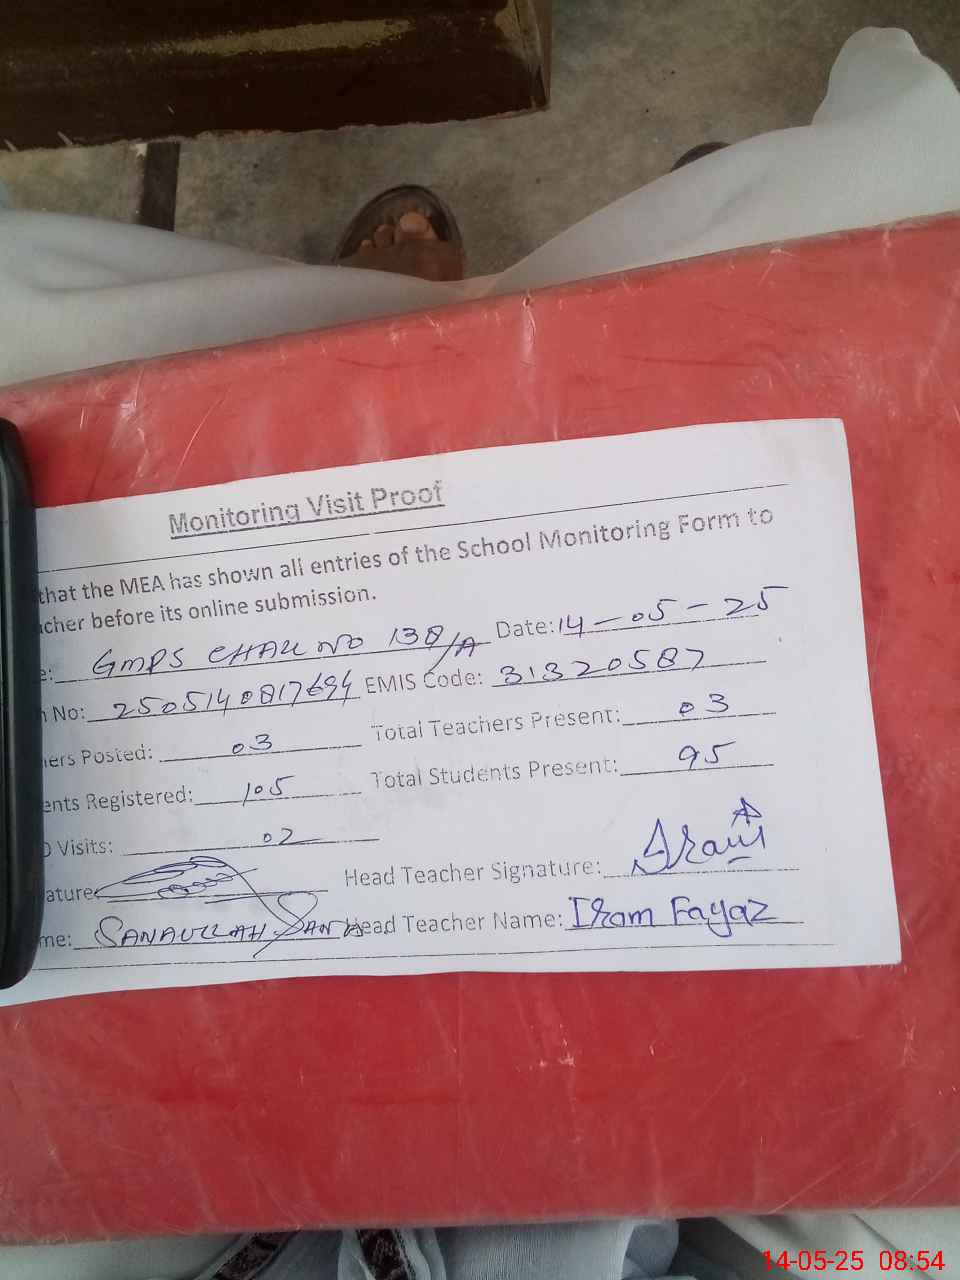 Monitoring Visit Proof
that the MEA has shown all entries of the School Monitoring Form to
cher before its online submission.
e: GMPS CHAK NO 138/A Date: 14-05-25
n No: 2505140817694 EMIS Code: 31320587
ers Posted: 03 Total Teachers Present: 03
ents Registered: 105 Total Students Present: 95
Visits: 02
ature: Head Teacher Signature: Iram
me: SANAULLAH Head Teacher Name: Iram Fayaz
14-05-25 08:54